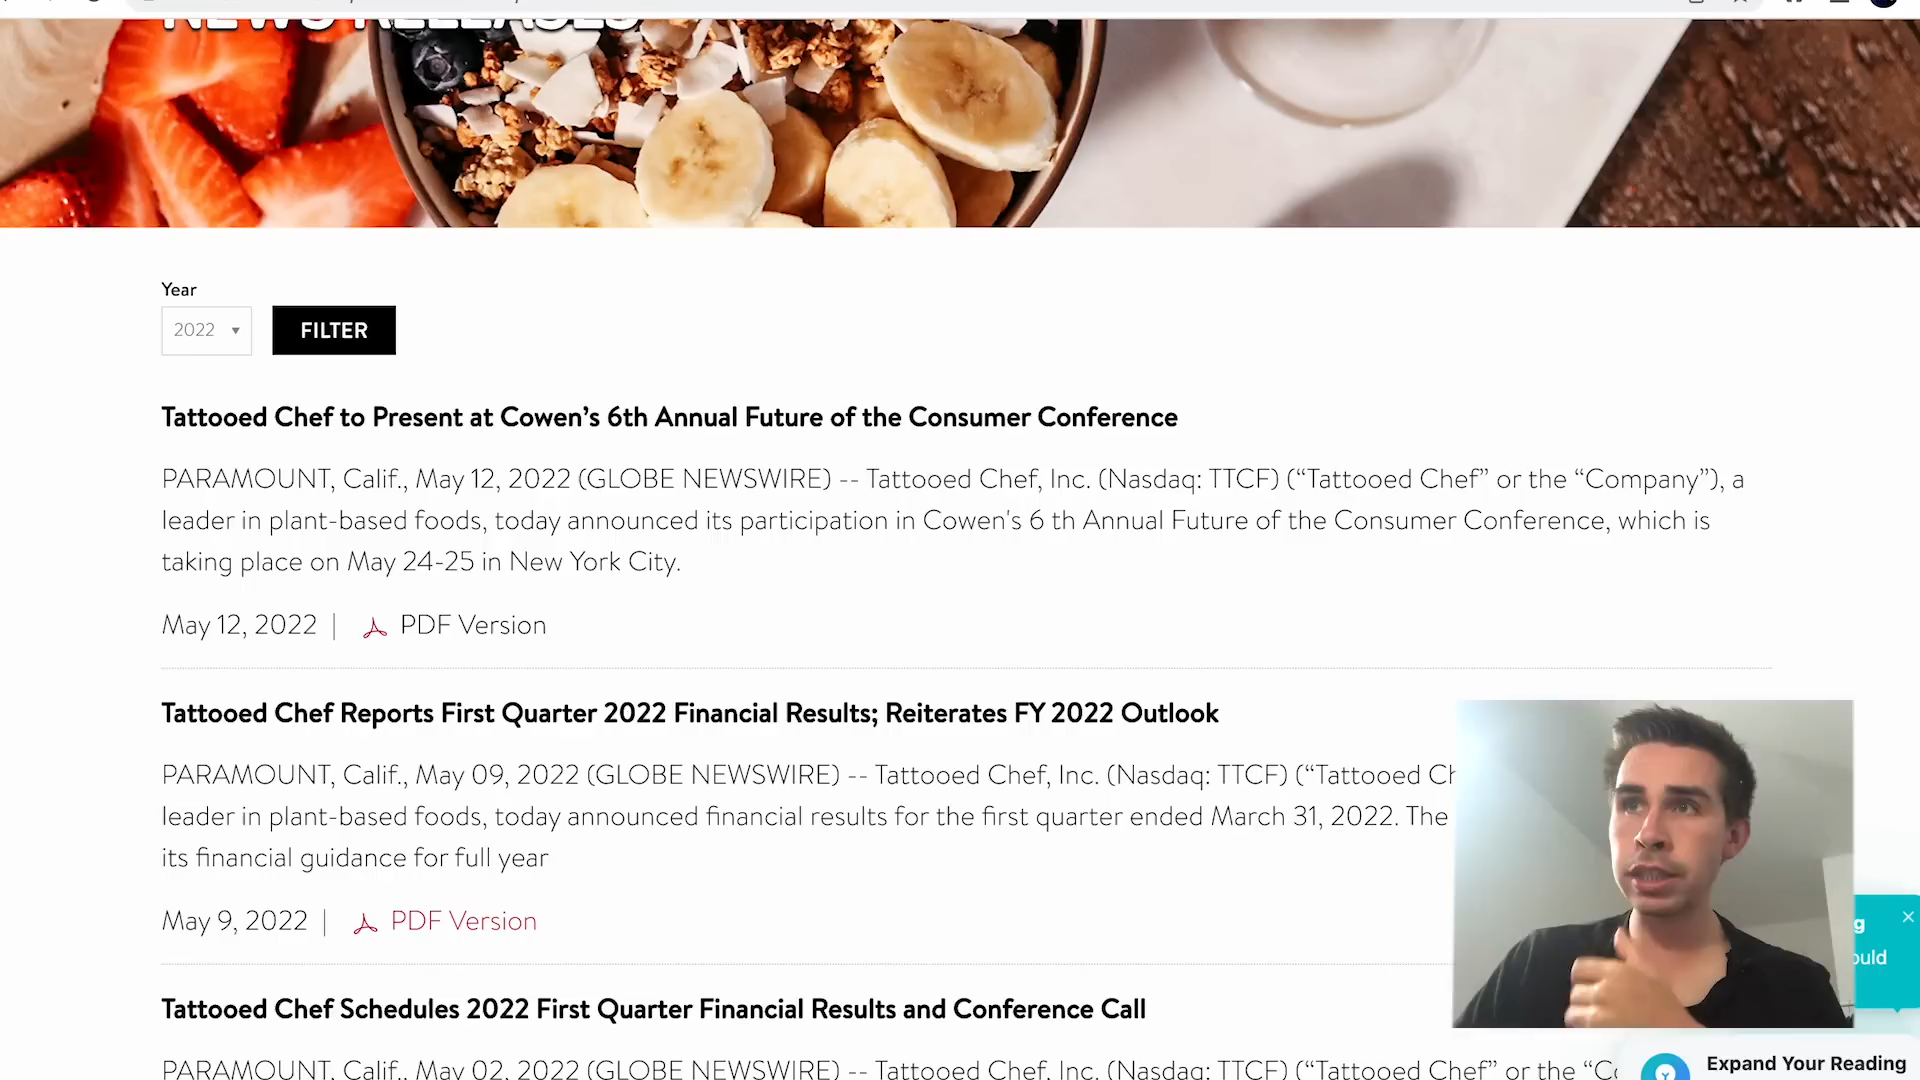 NEWS RELEASES
Year
2022
FILTER
Tattooed Chef to Present at Cowen’s 6th Annual Future of the Consumer Conference
PARAMOUNT, Calif., May 12, 2022 (GLOBE NEWSWIRE) -- Tattooed Chef, Inc. (Nasdaq: TTCF) (“Tattooed Chef” or the “Company”), a
leader in plant-based foods, today announced its participation in Cowen's 6 th Annual Future of the Consumer Conference, which is
taking place on May 24-25 in New York City.
May 12, 2022 | PDF Version
Tattooed Chef Reports First Quarter 2022 Financial Results; Reiterates FY 2022 Outlook
PARAMOUNT, Calif., May 09, 2022 (GLOBE NEWSWIRE) -- Tattooed Chef, Inc. (Nasdaq: TTCF) (“Tattooed Ch
leader in plant-based foods, today announced financial results for the first quarter ended March 31, 2022. The
its financial guidance for full year
May 9, 2022 | PDF Version
g
ould
Tattooed Chef Schedules 2022 First Quarter Financial Results and Conference Call
PARAMOUNT, Calif., May 02, 2022 (GLOBE NEWSWIRE) -- Tattooed Chef, Inc. (Nasdaq: TTCF) (“Tattooed Chef” or the “Co
Expand Your Reading